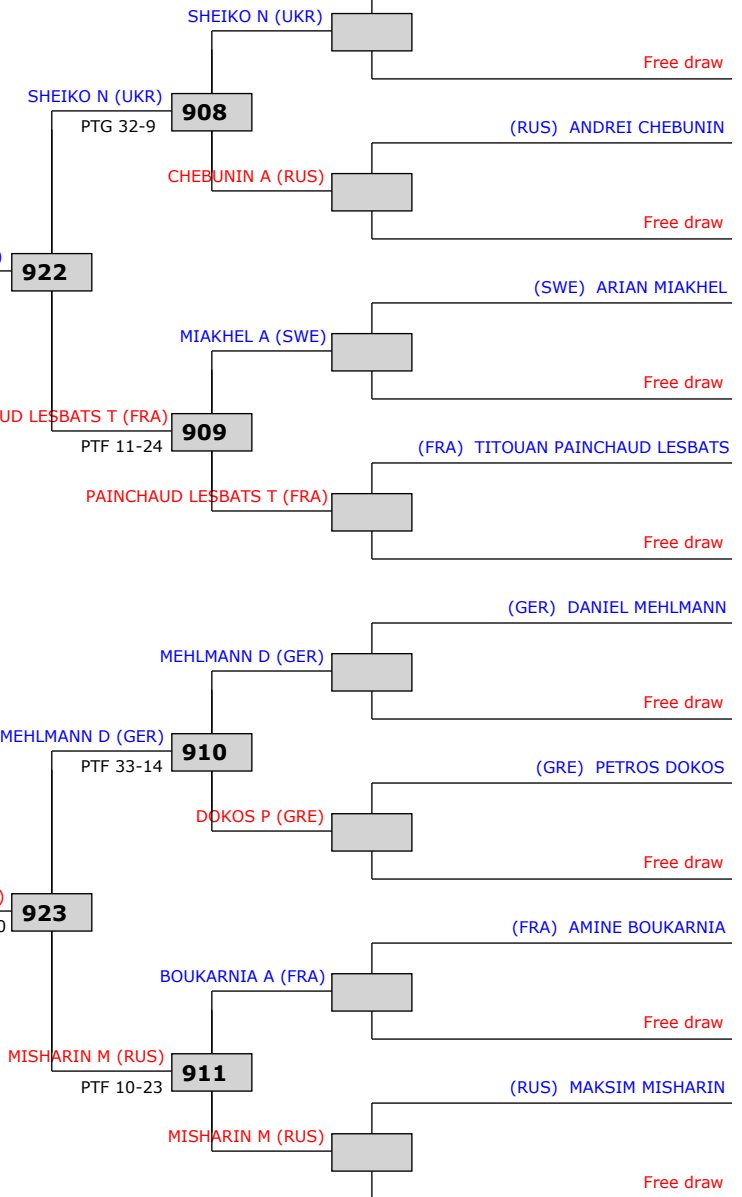 SHEIKO N (UKR)
Free draw
SHEIKO N (UKR)
908
PTG 32-9
(RUS) ANDREI CHEBUNIN
CHEBUNIN A (RUS)
Free draw
)
922
(SWE) ARIAN MIAKHEL
MIAKHEL A (SWE)
Free draw
UD LESBATS T (FRA)
909
PTF 11-24
(FRA) TITOUAN PAINCHAUD LESBATS
PAINCHAUD LESBATS T (FRA)
Free draw
(GER) DANIEL MEHLMANN
MEHLMANN D (GER)
Free draw
MEHLMANN D (GER)
910
PTF 33-14
(GRE) PETROS DOKOS
DOKOS P (GRE)
Free draw
)
923
0
(FRA) AMINE BOUKARNIA
BOUKARNIA A (FRA)
Free draw
MISHARIN M (RUS)
911
PTF 10-23
(RUS) MAKSIM MISHARIN
MISHARIN M (RUS)
Free draw